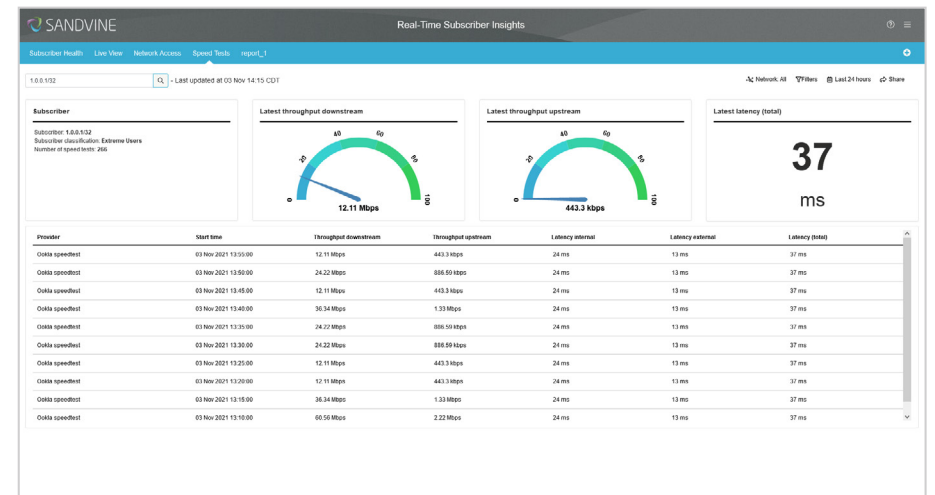 SANDVINE
Real-Time Subscriber Insights
Subscriber Health Live View Network Access Speed Tests report_1
1.0.0.1/32 - Last updated at 03 Nov 14:15 CDT Network: All Filters Last 24 hours Share
Subscriber
Subscriber: 1.0.0.1/32
Subscriber classification: Extreme Users
Number of speed tests: 266
Latest throughput downstream
0 20 40 60 80 100
12.11 Mbps
Latest throughput upstream
0 20 40 60 80 100
443.3 kbps
Latest latency (total)
37
ms
Provider Start time Throughput downstream Throughput upstream Latency internal Latency external Latency (total)
Ookla speedtest 03 Nov 2021 13:55:00 12.11 Mbps 443.3 kbps 24 ms 13 ms 37 ms
Ookla speedtest 03 Nov 2021 13:50:00 24.22 Mbps 886.59 kbps 24 ms 13 ms 37 ms
Ookla speedtest 03 Nov 2021 13:45:00 12.11 Mbps 443.3 kbps 24 ms 13 ms 37 ms
Ookla speedtest 03 Nov 2021 13:40:00 36.34 Mbps 1.33 Mbps 24 ms 13 ms 37 ms
Ookla speedtest 03 Nov 2021 13:35:00 24.22 Mbps 886.59 kbps 24 ms 13 ms 37 ms
Ookla speedtest 03 Nov 2021 13:30:00 24.22 Mbps 886.59 kbps 24 ms 13 ms 37 ms
Ookla speedtest 03 Nov 2021 13:25:00 12.11 Mbps 443.3 kbps 24 ms 13 ms 37 ms
Ookla speedtest 03 Nov 2021 13:20:00 12.11 Mbps 443.3 kbps 24 ms 13 ms 37 ms
Ookla speedtest 03 Nov 2021 13:15:00 36.34 Mbps 1.33 Mbps 24 ms 13 ms 37 ms
Ookla speedtest 03 Nov 2021 13:10:00 60.56 Mbps 2.22 Mbps 24 ms 13 ms 37 ms